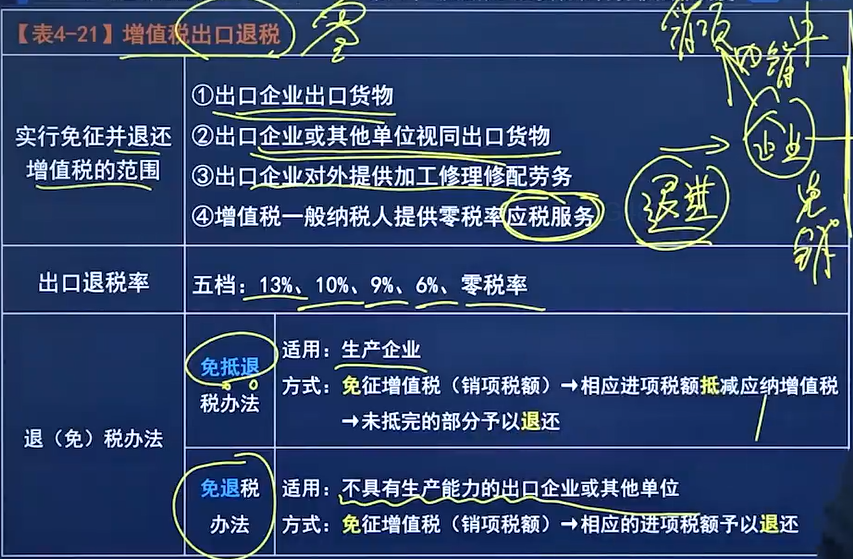 【表4-21】增值税出口退税
零
销项
内销
企业
退进
免
销
实行免征并退还
增值税的范围
①出口企业出口货物
②出口企业或其他单位视同出口货物
③出口企业对外提供加工修理修配劳务
④增值税一般纳税人提供零税率应税服务
出口退税率
五档：13%、10%、9%、6%、零税率
退（免）税办法
免抵退
税办法
适用：生产企业
方式：免征增值税（销项税额）→相应进项税额抵减应纳增值税
→未抵完的部分予以退还
免退税
办法
适用：不具有生产能力的出口企业或其他单位
方式：免征增值税（销项税额）→相应的进项税额予以退还